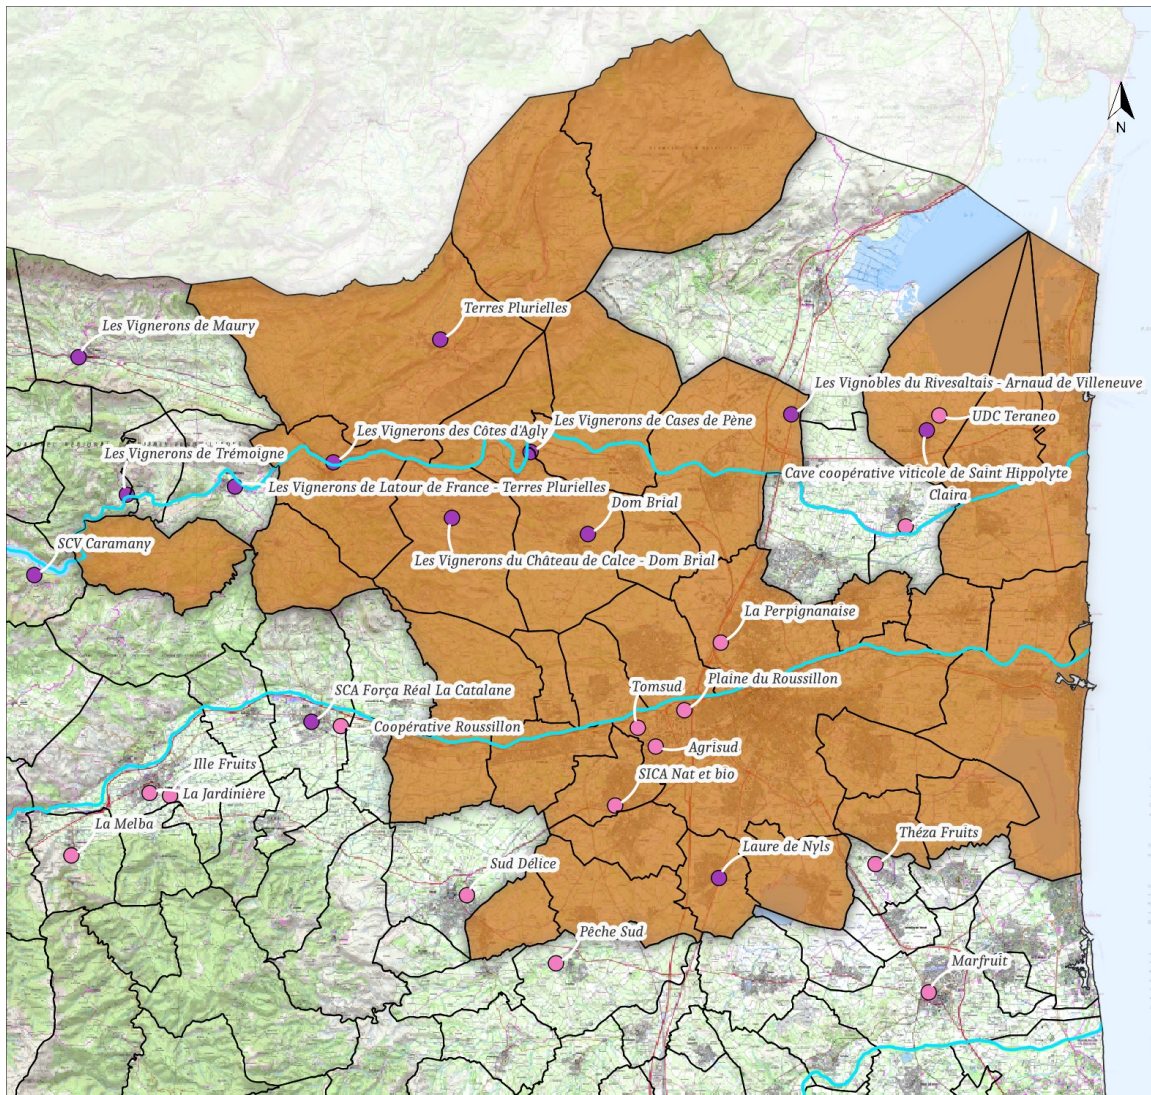 N
Terres Plurielles
Les Vignerons de Maury
Les Vignobles du Rivesaltais - Arnaud de Villeneuve
UDC Teraneo
Les Vignerons de Cases de Pène
Les Vignerons des Côtes d'Agly
Les Vignerons de Trémoigne
Cave coopérative viticole de Saint Hippolyte
Les Vignerons de Latour de France - Terres Plurielles
Claira
Dom Brial
SCV Caramany
Les Vignerons du Château de Calce - Dom Brial
La Perpignanaise
Plaine du Roussillon
Tomsud
SCA Força Réal La Catalane
Coopérative Roussillon
Agrisud
Ille Fruits
SICA Nat et bio
La Jardinière
La Melba
Théza Fruits
Laure de Nyls
Sud Délice
Pêche Sud
Marfruit